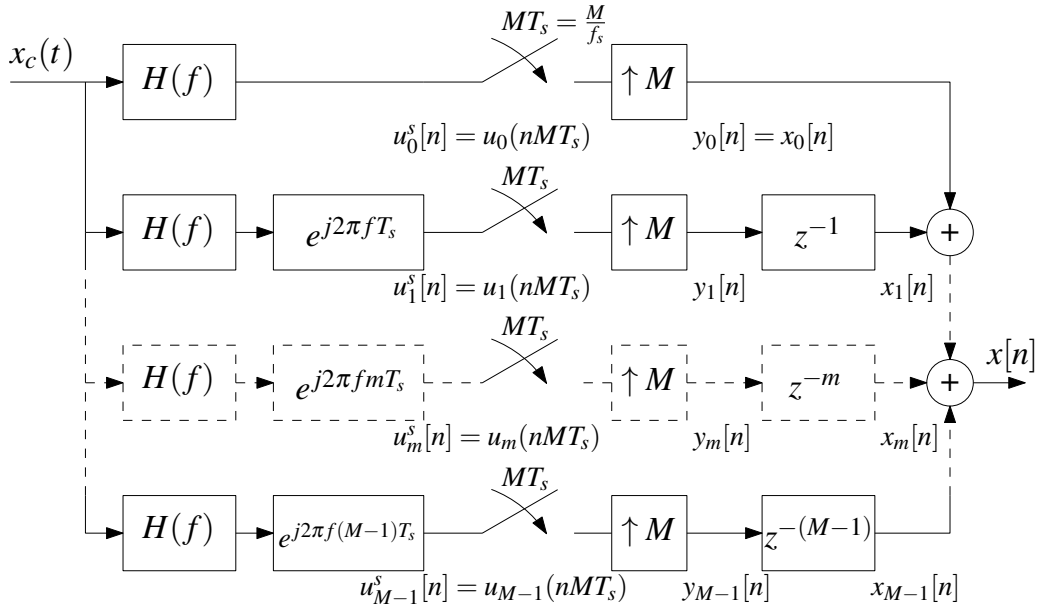 x_c(t)
H(f)
MT_s = \frac{M}{f_s}
↑ M
u_0^s[n] = u_0(nMT_s)
y_0[n] = x_0[n]
H(f)
e^{j2πfT_s}
MT_s
↑ M
z^{-1}
+
u_1^s[n] = u_1(nMT_s)
y_1[n]
x_1[n]
H(f)
e^{j2πfmT_s}
MT_s
↑ M
z^{-m}
+
x[n]
u_m^s[n] = u_m(nMT_s)
y_m[n]
x_m[n]
H(f)
e^{j2πf(M−1)T_s}
MT_s
↑ M
z^{-(M−1)}
u_{M−1}^s[n] = u_{M−1}(nMT_s)
y_{M−1}[n]
x_{M−1}[n]